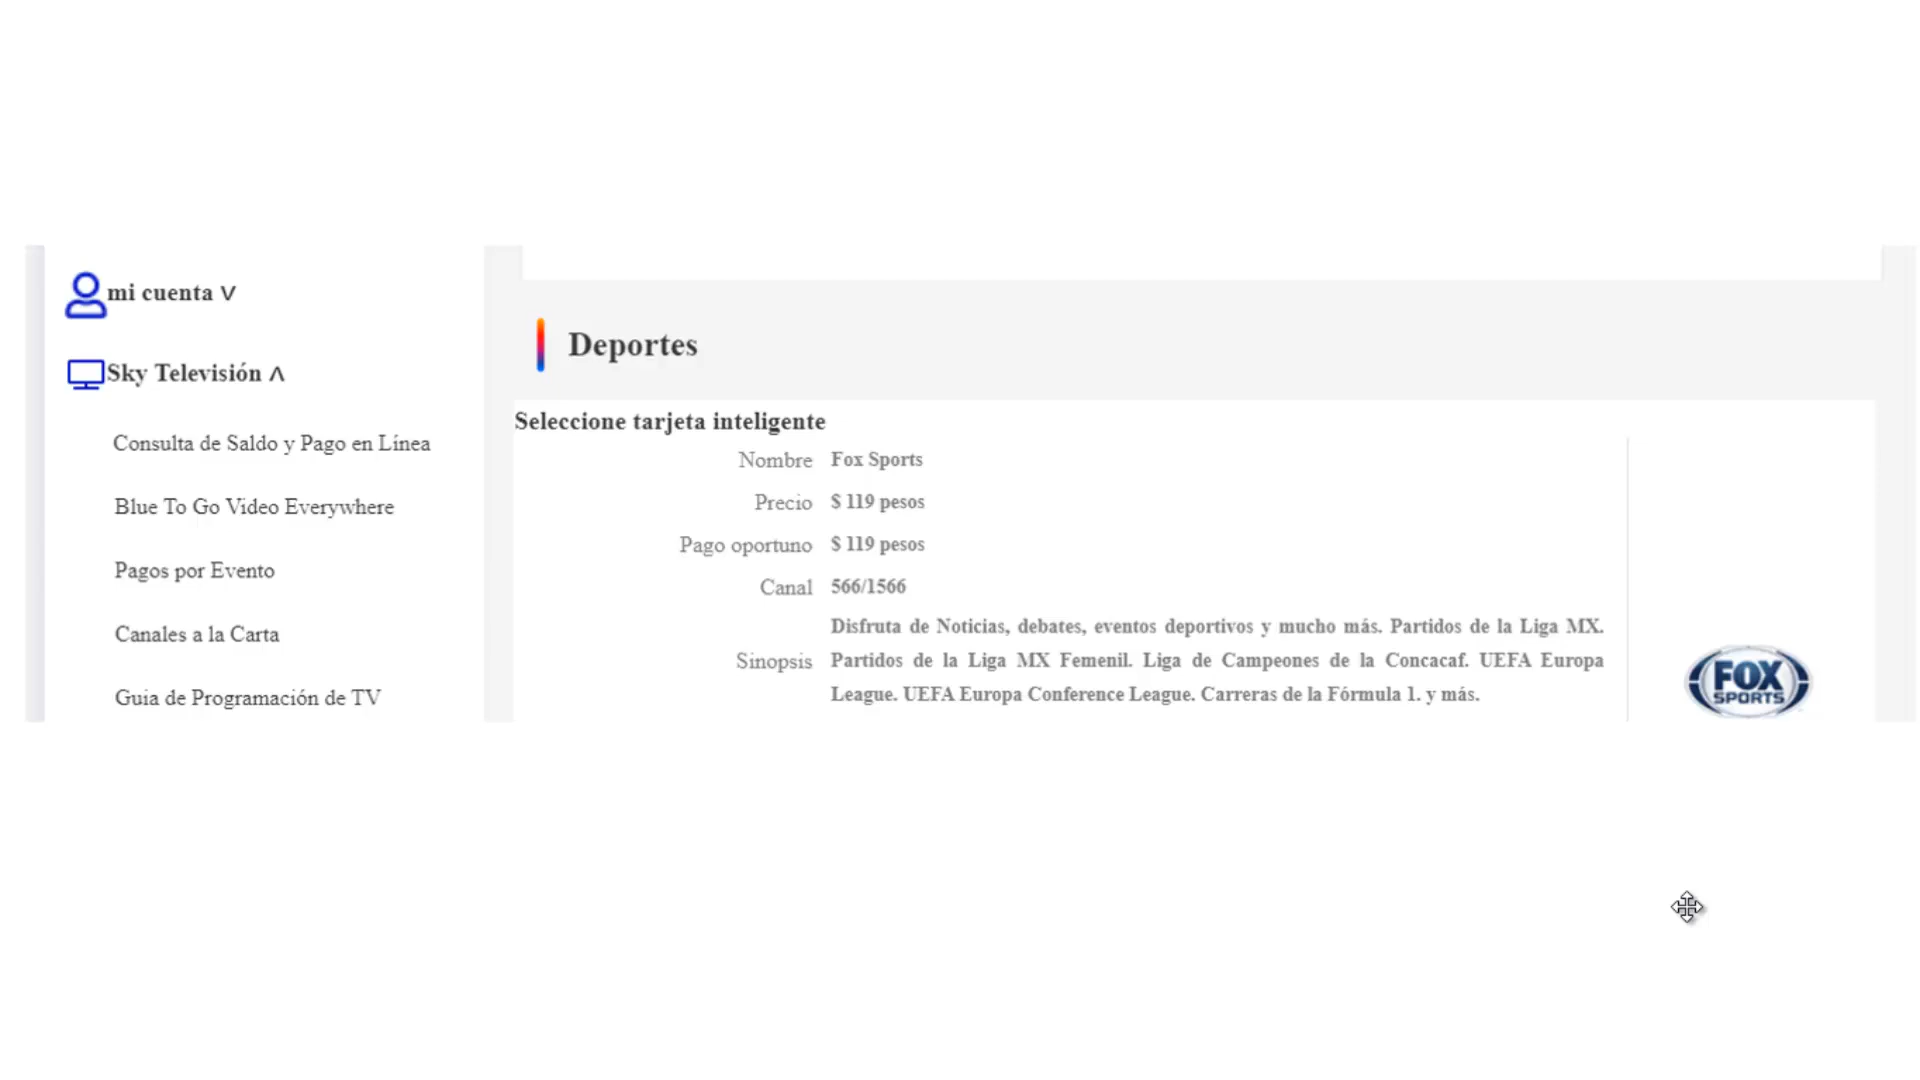 mi cuenta V
Sky Televisión Λ
Consulta de Saldo y Pago en Línea
Blue To Go Video Everywhere
Pagos por Evento
Canales a la Carta
Guia de Programación de TV
Deportes
Seleccione tarjeta inteligente
Nombre Fox Sports
Precio $ 119 pesos
Pago oportuno $ 119 pesos
Canal 566/1566
Disfruta de Noticias, debates, eventos deportivos y mucho más. Partidos de la Liga MX.
Sinopsis Partidos de la Liga MX Femenil. Liga de Campeones de la Concacaf. UEFA Europa
League. UEFA Europa Conference League. Carreras de la Fórmula 1. y más.
FOX
SPORTS